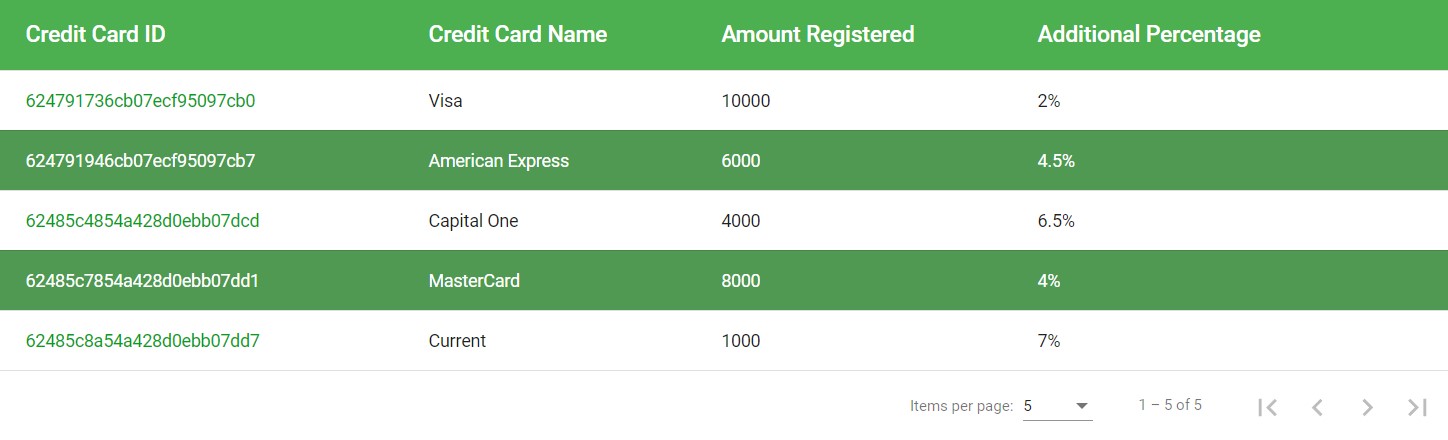 Credit Card ID Credit Card Name Amount Registered Additional Percentage
624791736cb07ecf95097cb0 Visa 10000 2%
624791946cb07ecf95097cb7 American Express 6000 4.5%
62485c4854a428d0ebb07dcd Capital One 4000 6.5%
62485c7854a428d0ebb07dd1 MasterCard 8000 4%
62485c8a54a428d0ebb07dd7 Current 1000 7%
Items per page: 5 1 – 5 of 5